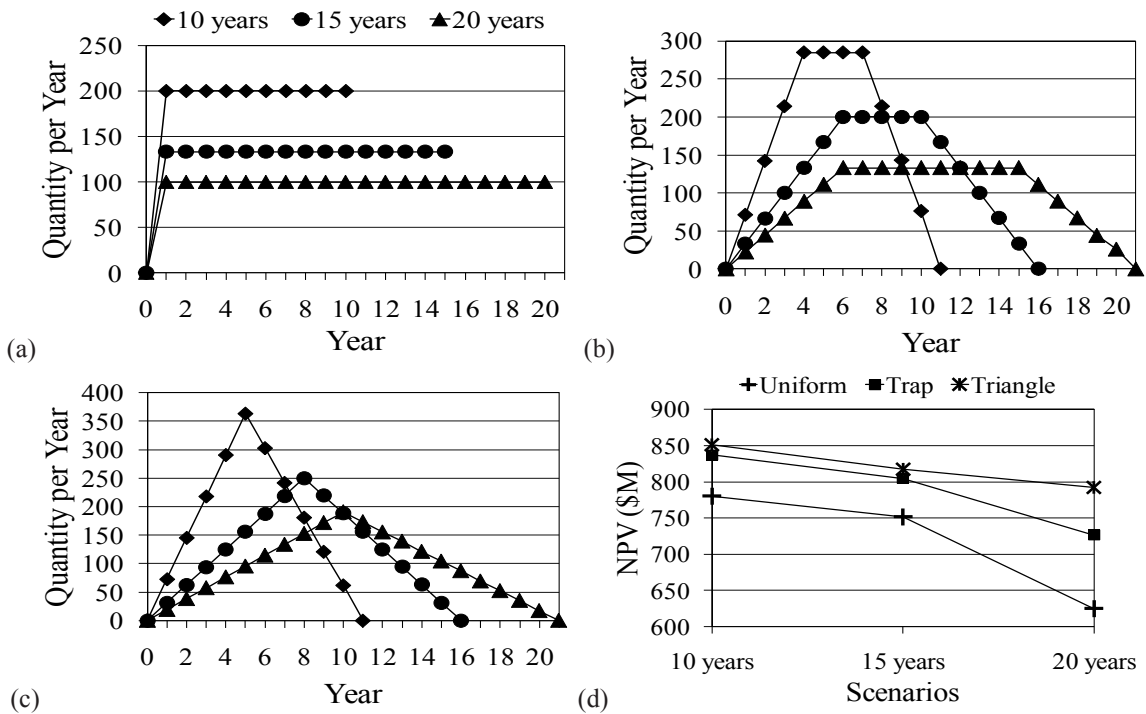 10 years 15 years 20 years
Quantity per Year
250
200
150
100
50
0
0 2 4 6 8 10 12 14 16 18 20
Year
(a)
Quantity per Year
300
250
200
150
100
50
0
0 2 4 6 8 10 12 14 16 18 20
Year
(b)
Quantity per Year
400
350
300
250
200
150
100
50
0
0 2 4 6 8 10 12 14 16 18 20
Year
(c)
Uniform Trap Triangle
NPV ($M)
900
850
800
750
700
650
600
10 years 15 years 20 years
Scenarios
(d)